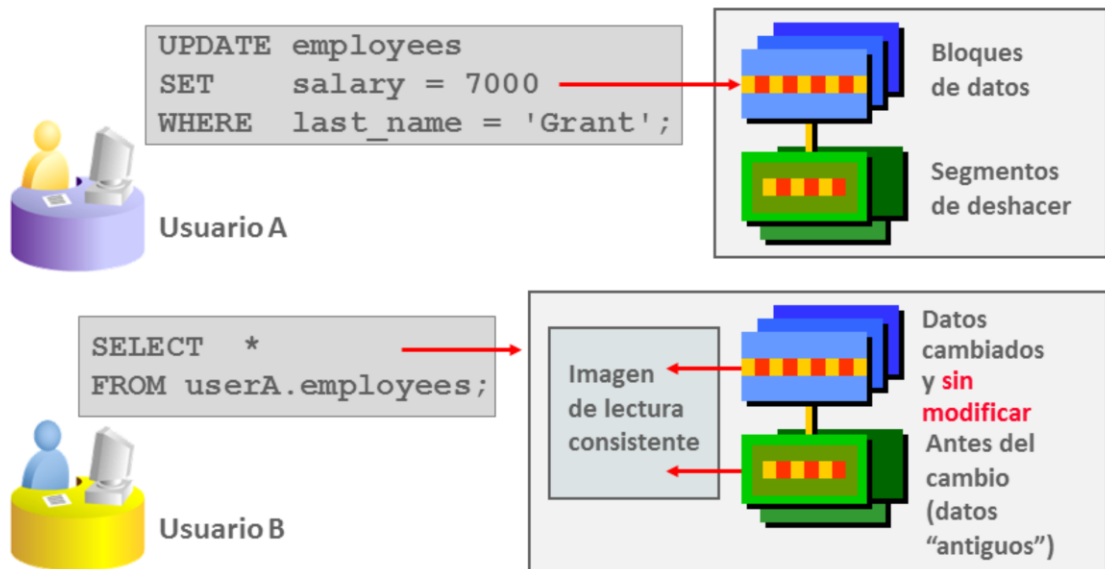 UPDATE employees
SET salary = 7000
WHERE last_name = 'Grant';
Usuario A
Bloques
de datos
Segmentos
de deshacer
SELECT *
FROM userA.employees;
Usuario B
Imagen
de lectura
consistente
Datos
cambiados
y sin
modificar
Antes del
cambio
(datos
“antiguos”)